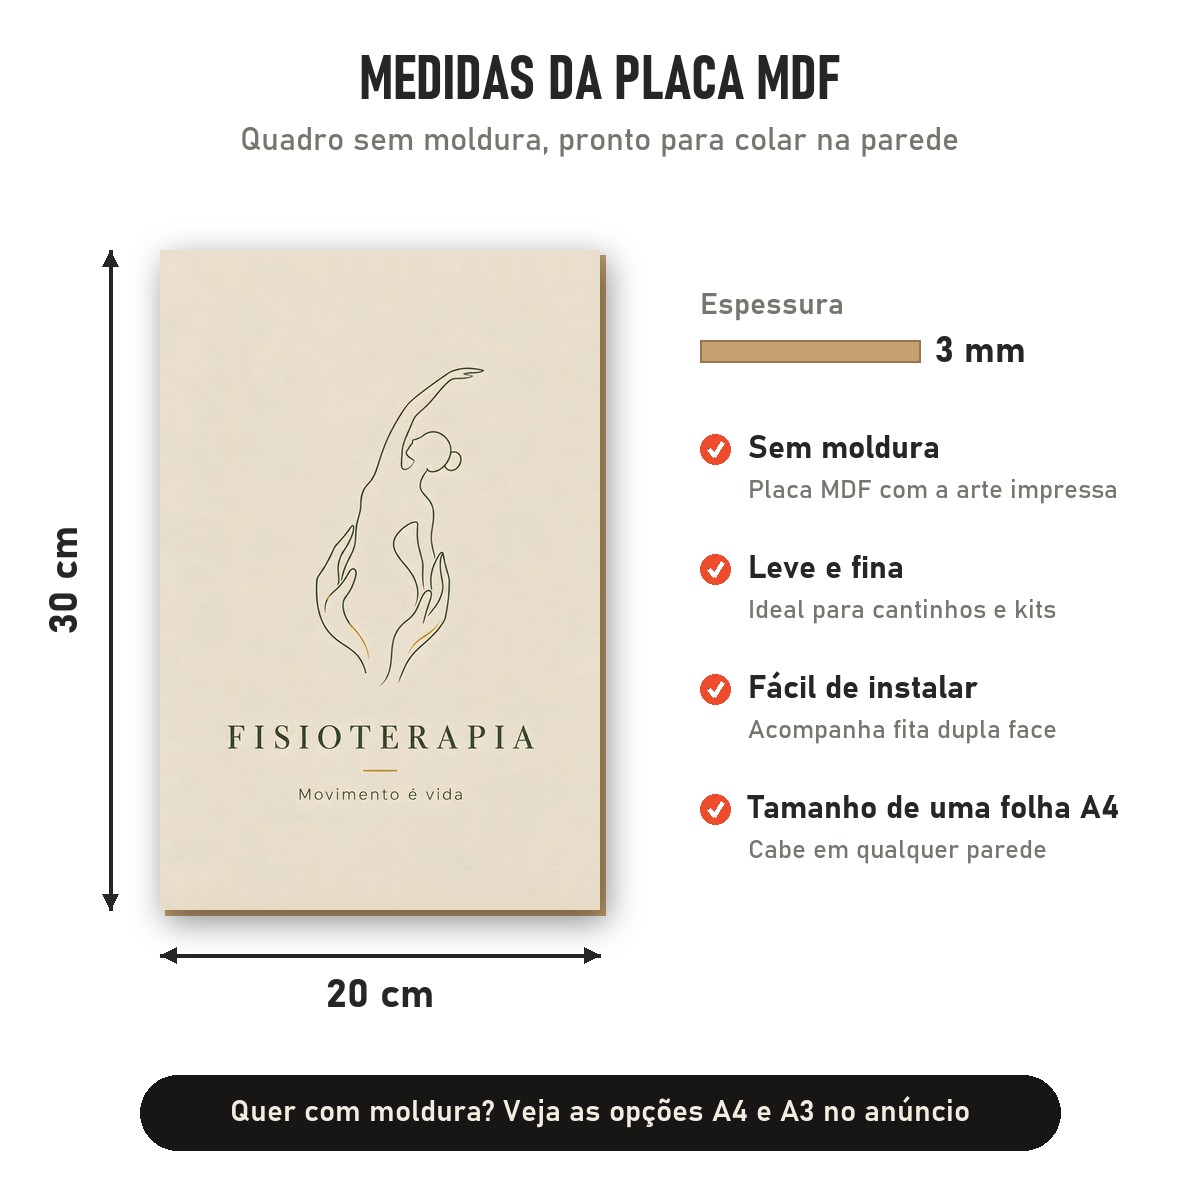 MEDIDAS DA PLACA MDF
Quadro sem moldura, pronto para colar na parede
30 cm
FISIOTERAPIA
Movimento é vida
20 cm
Espessura
3 mm
Sem moldura
Placa MDF com a arte impressa
Leve e fina
Ideal para cantinhos e kits
Fácil de instalar
Acompanha fita dupla face
Tamanho de uma folha A4
Cabe em qualquer parede
Quer com moldura? Veja as opções A4 e A3 no anúncio